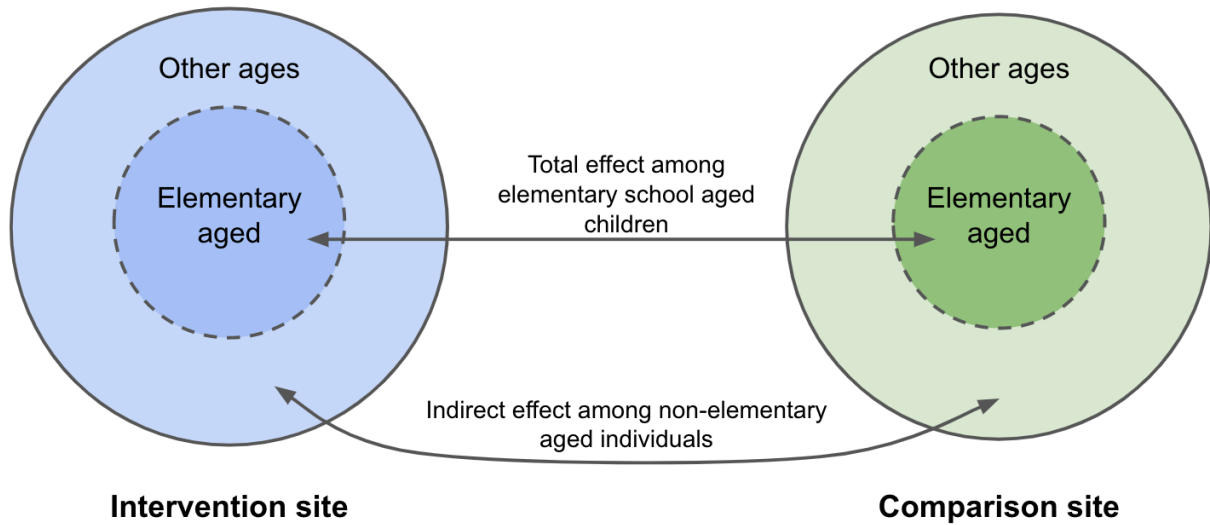 Other ages
Elementary
aged
Total effect among
elementary school aged
children
Other ages
Elementary
aged
Indirect effect among non-elementary
aged individuals
Intervention site
Comparison site